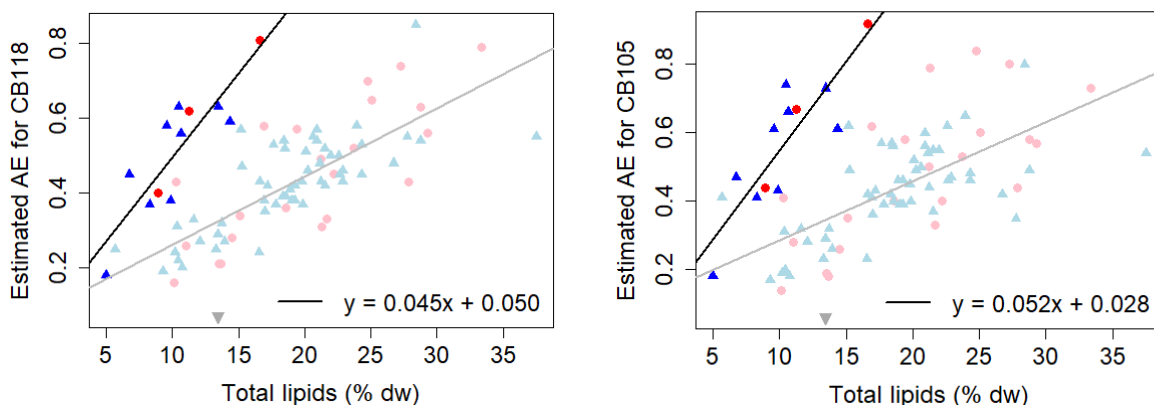 Estimated AE for CB118
0.8
0.6
0.4
0.2
y = 0.045x + 0.050
5 10 15 20 25 30 35
Total lipids (% dw)
Estimated AE for CB105
0.8
0.6
0.4
0.2
y = 0.052x + 0.028
5 10 15 20 25 30 35
Total lipids (% dw)